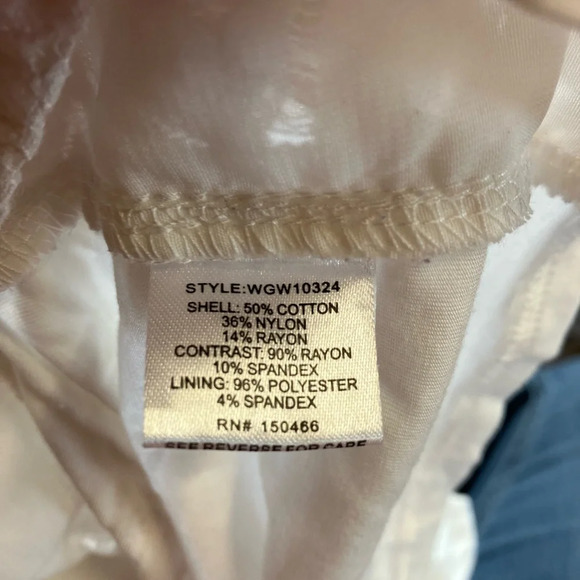 STYLE:WGW10324
SHELL: 50% COTTON
36% NYLON
14% RAYON
CONTRAST: 90% RAYON
10% SPANDEX
LINING: 96% POLYESTER
4% SPANDEX
RN# 150466
SEE REVERSE FOR CARE